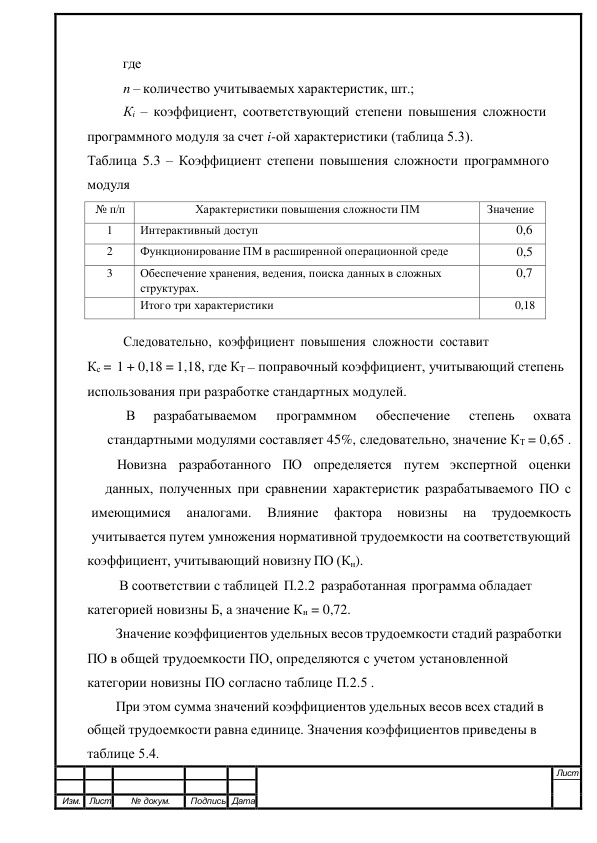 где
n – количество учитываемых характеристик, шт.;
Ki – коэффициент, соответствующий степени повышения сложности
программного модуля за счет i-ой характеристики (таблица 5.3).
Таблица 5.3 – Коэффициент степени повышения сложности программного
модуля
№ п/п Характеристики повышения сложности ПМ Значение
1 Интерактивный доступ 0,6
2 Функционирование ПМ в расширенной операционной среде 0,5
3 Обеспечение хранения, ведения, поиска данных в сложных 0,7
структурах.
Итого три характеристики 0,18
Следовательно, коэффициент повышения сложности составит
Кс = 1 + 0,18 = 1,18, где КТ – поправочный коэффициент, учитывающий степень
использования при разработке стандартных модулей.
В разрабатываемом программном обеспечение степень охвата
стандартными модулями составляет 45%, следовательно, значение КТ = 0,65 .
Новизна разработанного ПО определяется путем экспертной оценки
данных, полученных при сравнении характеристик разрабатываемого ПО с
имеющимися аналогами. Влияние фактора новизны на трудоемкость
учитывается путем умножения нормативной трудоемкости на соответствующий
коэффициент, учитывающий новизну ПО (Кн).
В соответствии с таблицей П.2.2 разработанная программа обладает
категорией новизны Б, а значение Кн = 0,72.
Значение коэффициентов удельных весов трудоемкости стадий разработки
ПО в общей трудоемкости ПО, определяются с учетом установленной
категории новизны ПО согласно таблице П.2.5 .
При этом сумма значений коэффициентов удельных весов всех стадий в
общей трудоемкости равна единице. Значения коэффициентов приведены в
таблице 5.4.
Лист
Изм. Лист № докум. Подпись Дата